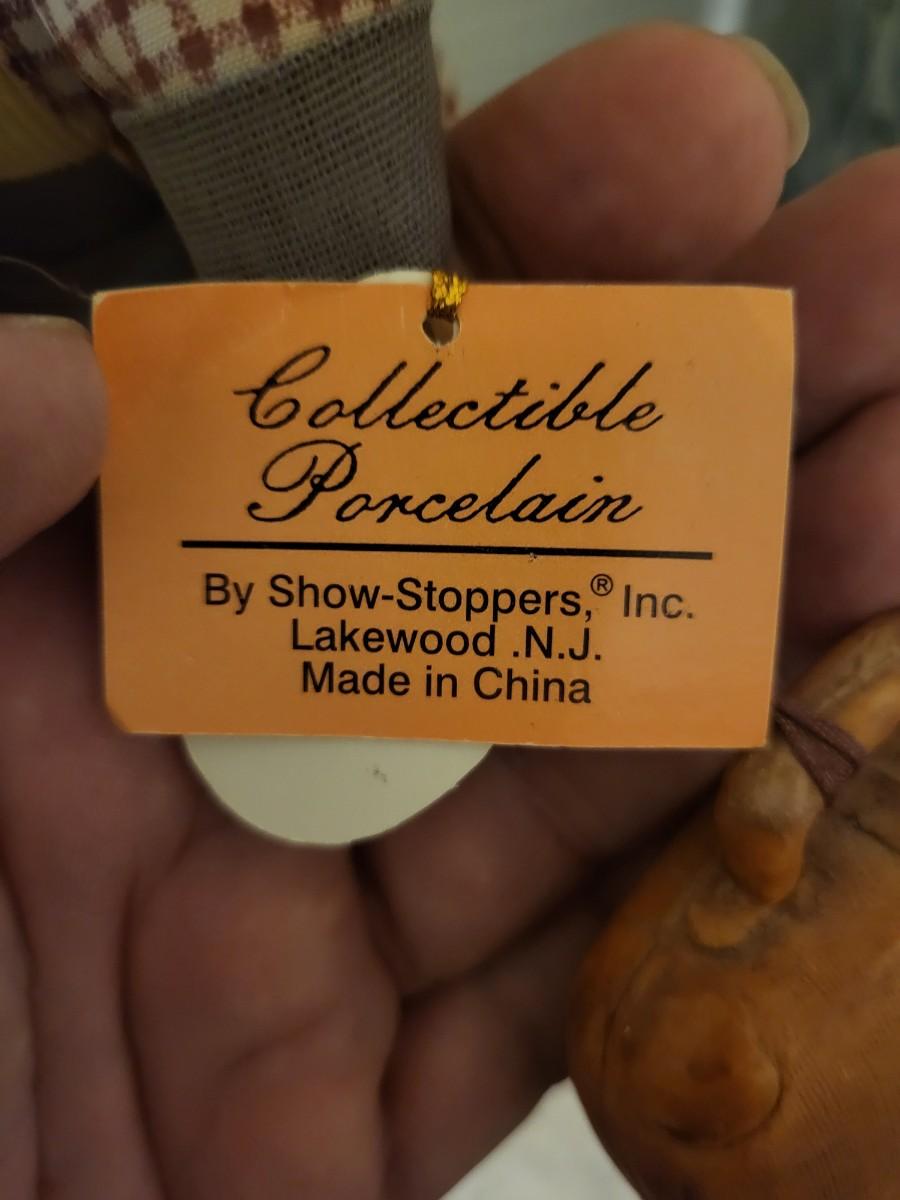 Collectible
Porcelain
By Show-Stoppers,® Inc.
Lakewood .N.J.
Made in China